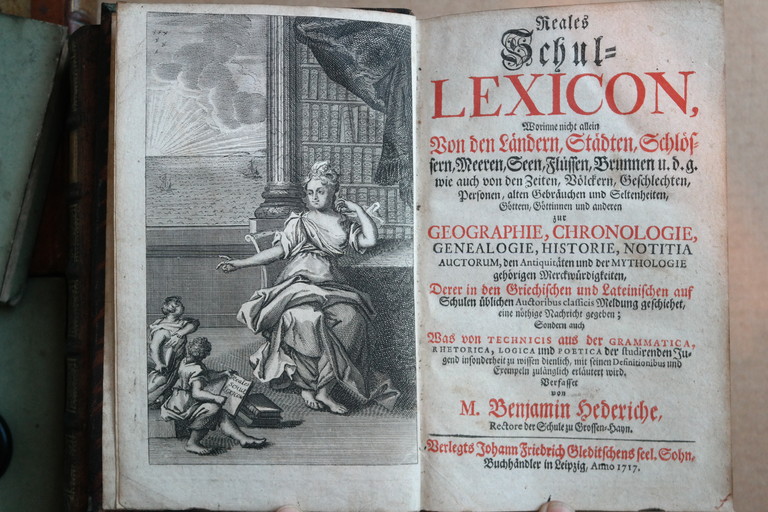 Reales
Schul-
LEXICON,
Worinne nicht allein
Von den Ländern, Städten, Schlös-
sern, Meeren, Seen, Flüssen, Brunnen u. d. g.
wie auch von den Zeiten, Völckern, Geschlechten,
Personen, alten Gebräuchen und Seltenheiten,
Göttern, Göttinnen und anderen
zur
GEOGRAPHIE, CHRONOLOGIE,
GENEALOGIE, HISTORIE, NOTITIA
AUCTORUM, den Antiquitäten und der MYTHOLOGIE
gehörigen Merckwürdigkeiten,
Derer in den Griechischen und Lateinischen auf
Schulen üblichen Auctoribus classicis Meldung geschiehet,
eine nöthige Nachricht gegeben;
Sondern auch
Was von TECHNICIS aus der GRAMMATICA,
RHETORICA, LOGICA und POETICA der studirenden Ju-
gend insonderheit zu wissen dienlich, mit seinen Definitionibus und
Exempeln zulänglich erläutert wird.
Verfasset
von
M. Benjamin Hederiche,
Rectore der Schule zu Grossen-Hayn.
Verlegts Johann Friedrich Gleditschens seel. Sohn,
Buchhändler in Leipzig, Anno 1717.
Reales
Schul
LEXICON